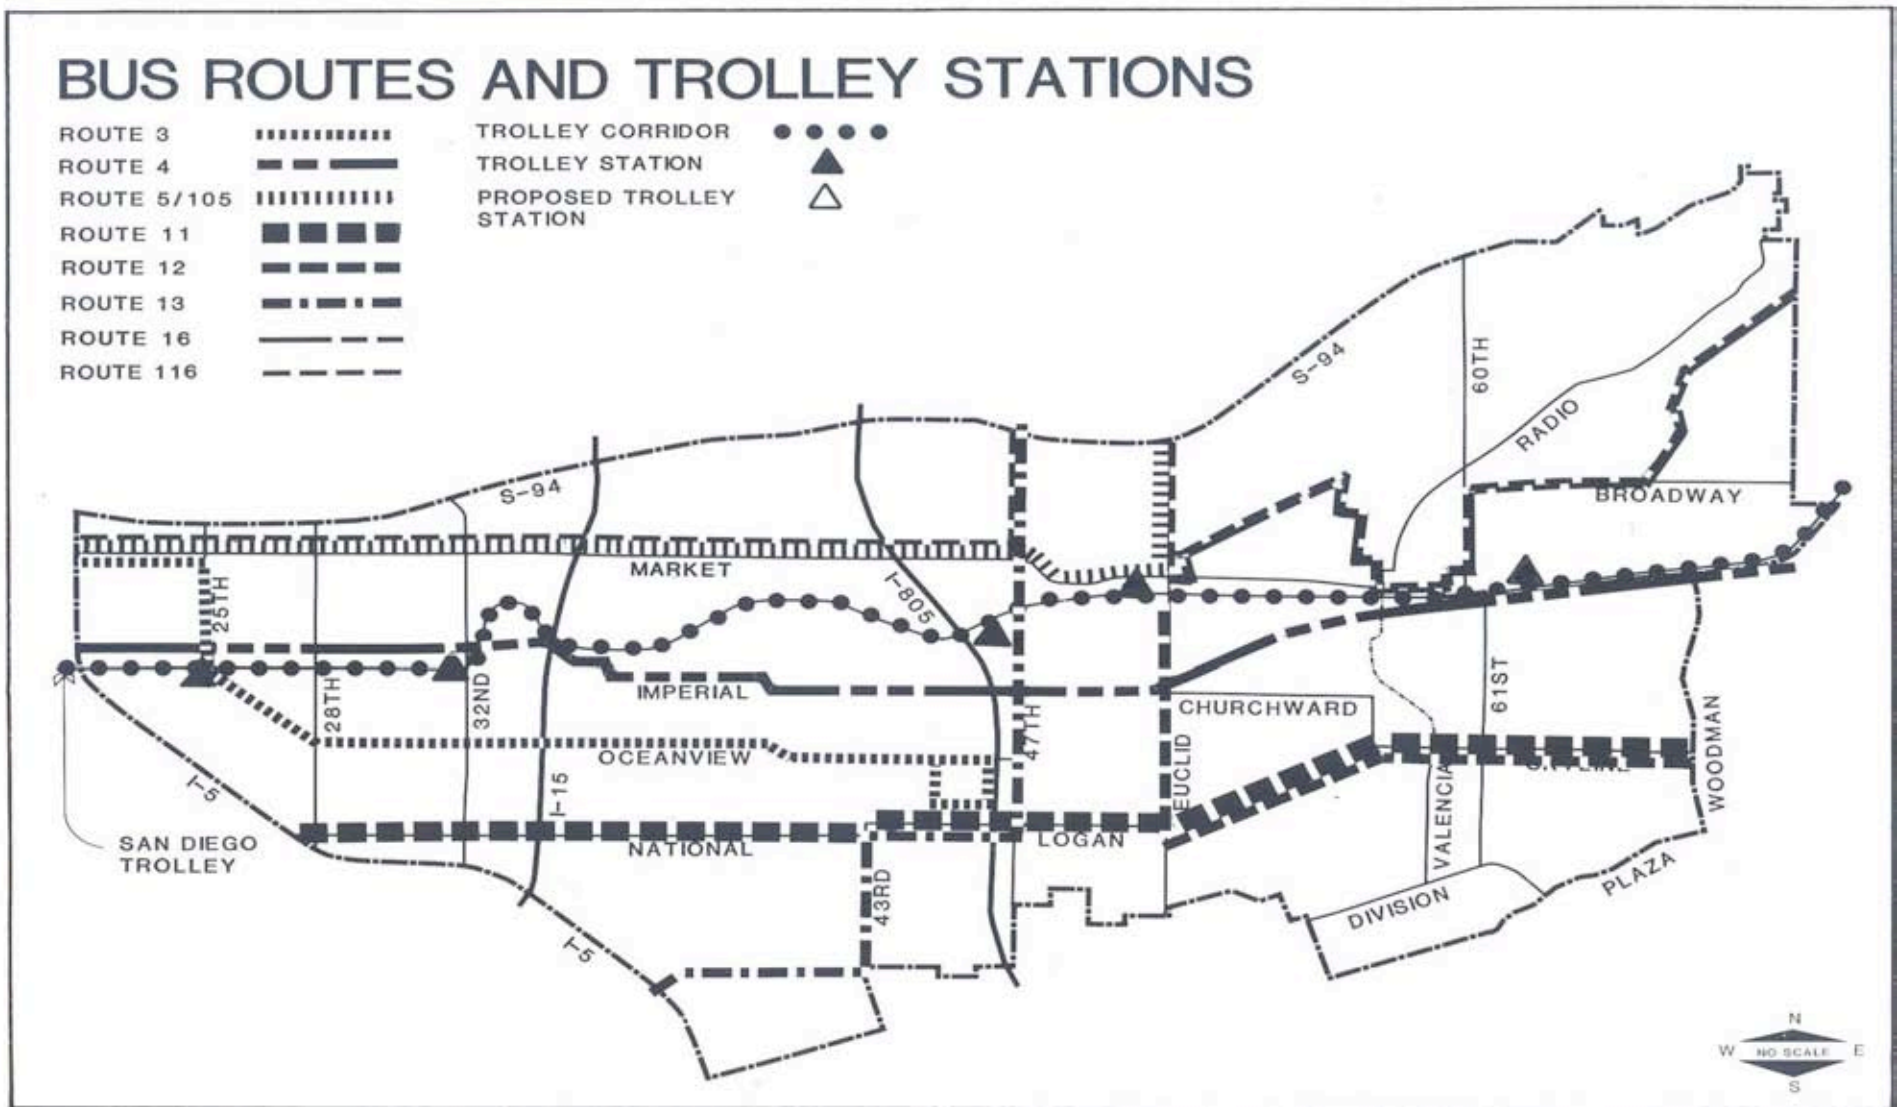 BUS ROUTES AND TROLLEY STATIONS
ROUTE 3
ROUTE 4
ROUTE 5/105
ROUTE 11
ROUTE 12
ROUTE 13
ROUTE 16
ROUTE 116
TROLLEY CORRIDOR
TROLLEY STATION
PROPOSED TROLLEY
STATION
S-94
60TH
RADIO
BROADWAY
S-94
MARKET
25TH
I-805
28TH
32ND
IMPERIAL
47TH
CHURCHWARD
61ST
WOODMAN
OCEANVIEW
EUCLID
I-15
I-5
VALENCIA
SAN DIEGO
TROLLEY
NATIONAL
LOGAN
43RD
DIVISION
PLAZA
I-5
N
W
NO SCALE
E
S